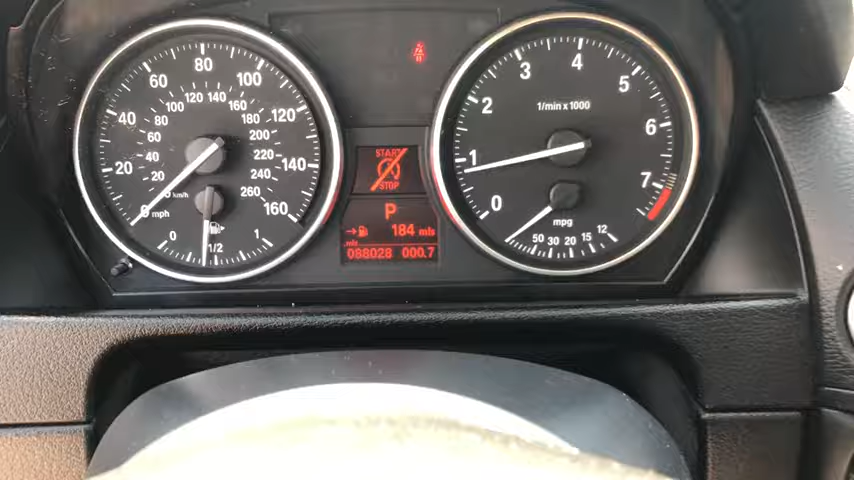 20 40 60 80 100 120 140 160
20 40 60 80 100 120 140 160 180 200 220 240 260
km/h
0 mph
0 1/2 1
START
STOP
P
184 mls
mls
088028 000.7
0 1 2 3 4 5 6 7
1/min x 1000
mpg
50 30 20 15 12